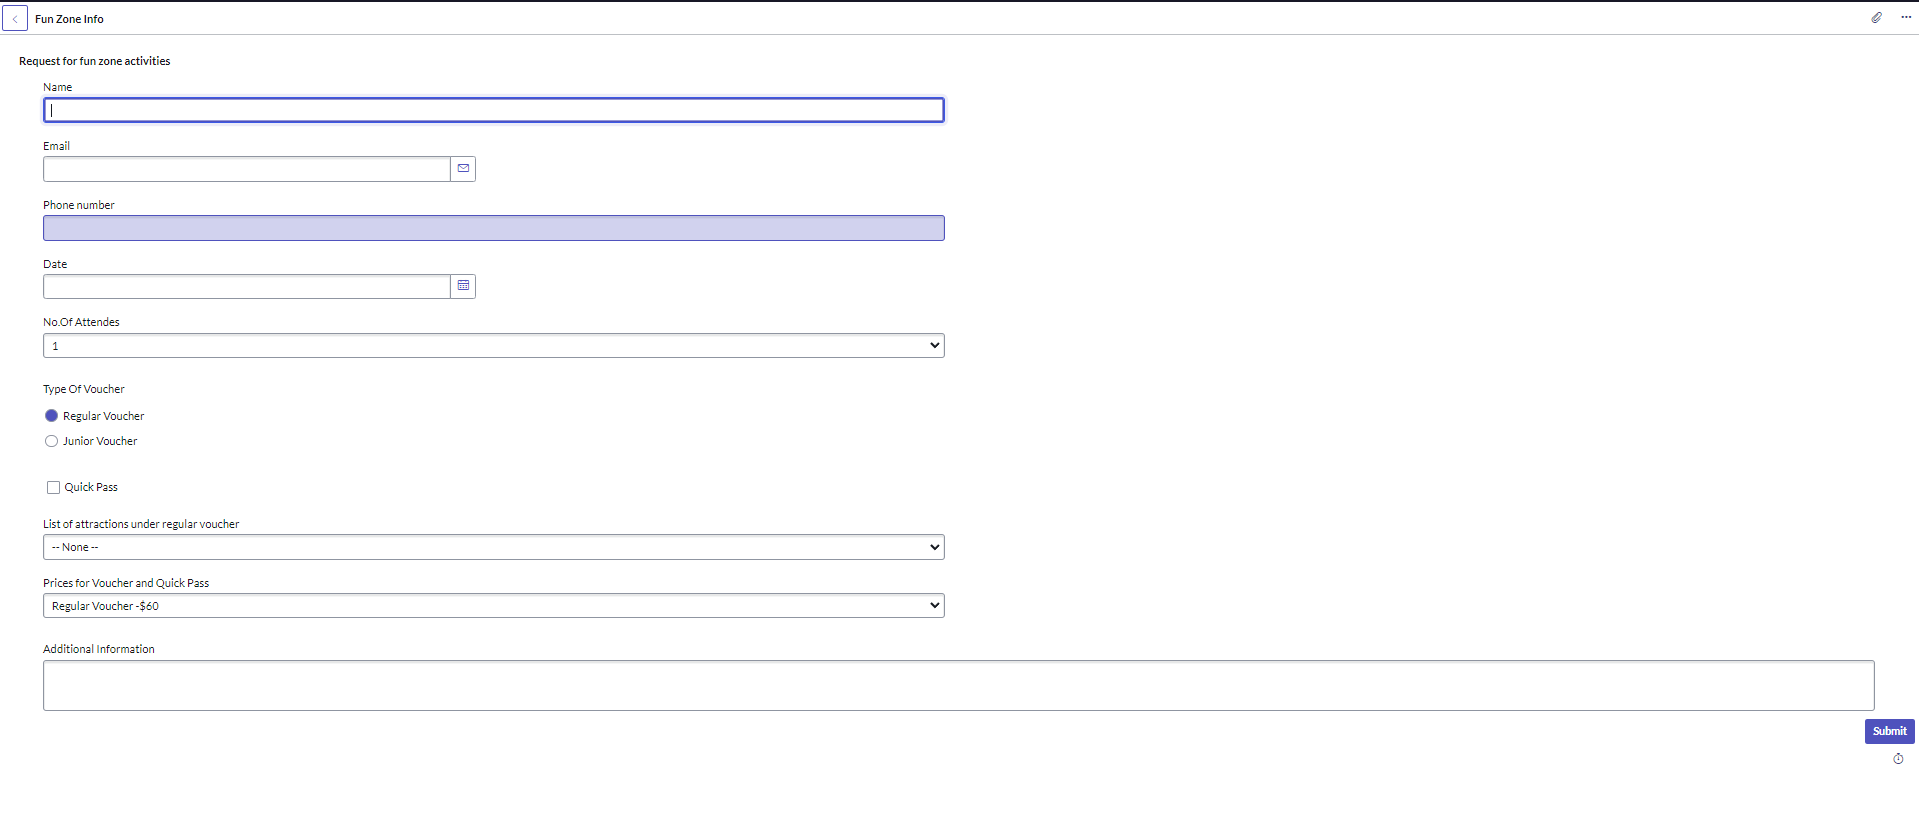 Fun Zone Info
Request for fun zone activities
Name
Email
Phone number
Date
No.Of Attendes
1
Type Of Voucher
Regular Voucher
Junior Voucher
Quick Pass
List of attractions under regular voucher
-- None --
Prices for Voucher and Quick Pass
Regular Voucher -$60
Additional Information
Submit